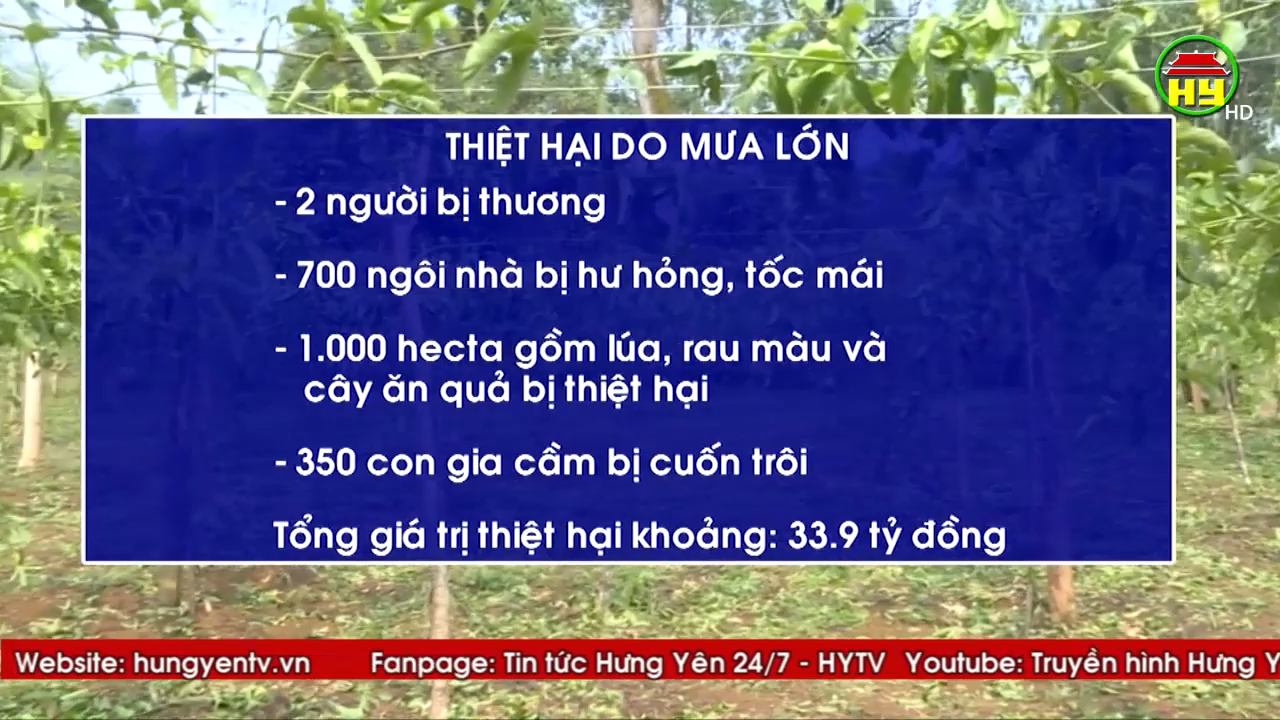 HY
HD
THIỆT HẠI DO MƯA LỚN
- 2 người bị thương
- 700 ngôi nhà bị hư hỏng, tốc mái
- 1.000 hecta gồm lúa, rau màu và
cây ăn quả bị thiệt hại
- 350 con gia cầm bị cuốn trôi
Tổng giá trị thiệt hại khoảng: 33.9 tỷ đồng
Website: hungyentv.vn Fanpage: Tin tức Hưng Yên 24/7 - HYTV Youtube: Truyền hình Hưng Y